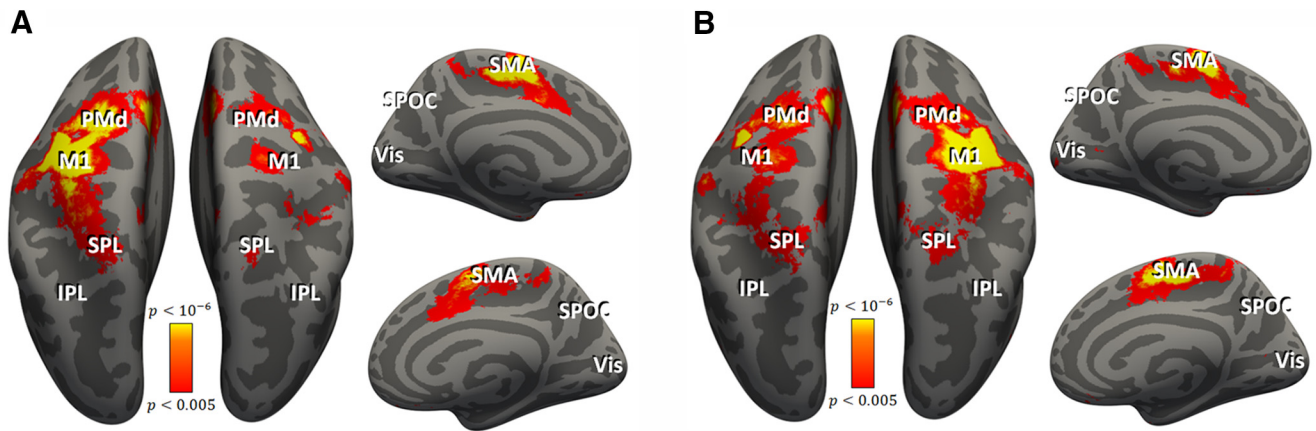 A
PMd
PMd
M1
M1
SPL
SPL
IPL
IPL
p < 10⁻⁶
p < 0.005
SMA
SPOC
Vis
SMA
SPOC
Vis
B
PMd
PMd
M1
M1
SPL
SPL
IPL
IPL
p < 10⁻⁶
p < 0.005
SMA
SPOC
Vis
SMA
SPOC
Vis